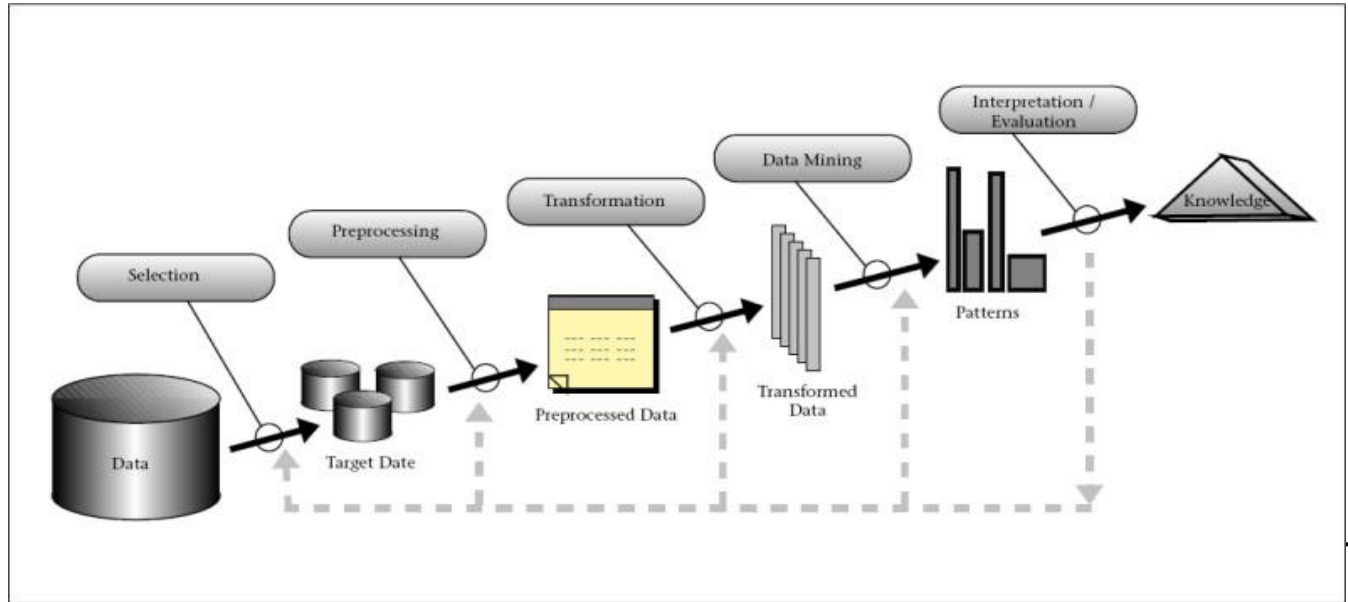 Interpretation /
Evaluation
Data Mining
Transformation
Knowledge
Preprocessing
Selection
Patterns
Transformed
Data
Preprocessed Data
Target Date
Data